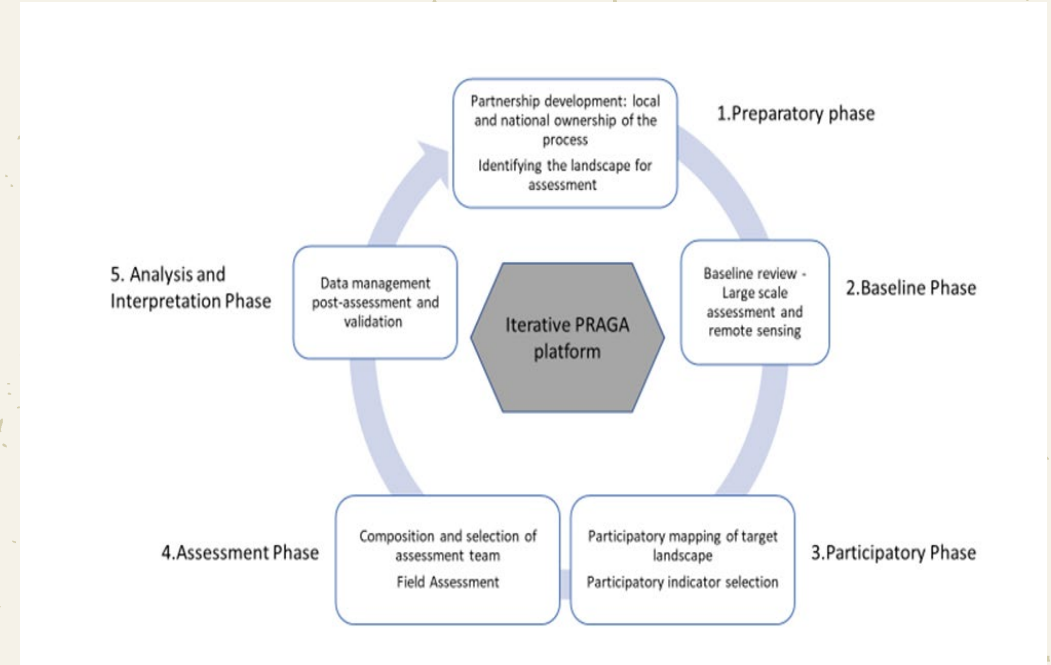 Partnership development: local
and national ownership of the
process
Identifying the landscape for
assessment
1.Preparatory phase
Baseline review -
Large scale
assessment and
remote sensing
2.Baseline Phase
Participatory mapping of target
landscape
Participatory indicator selection
3.Participatory Phase
Composition and selection of
assessment team
Field Assessment
4.Assessment Phase
Data management
post-assessment and
validation
5. Analysis and
Interpretation Phase
Iterative PRAGA
platform